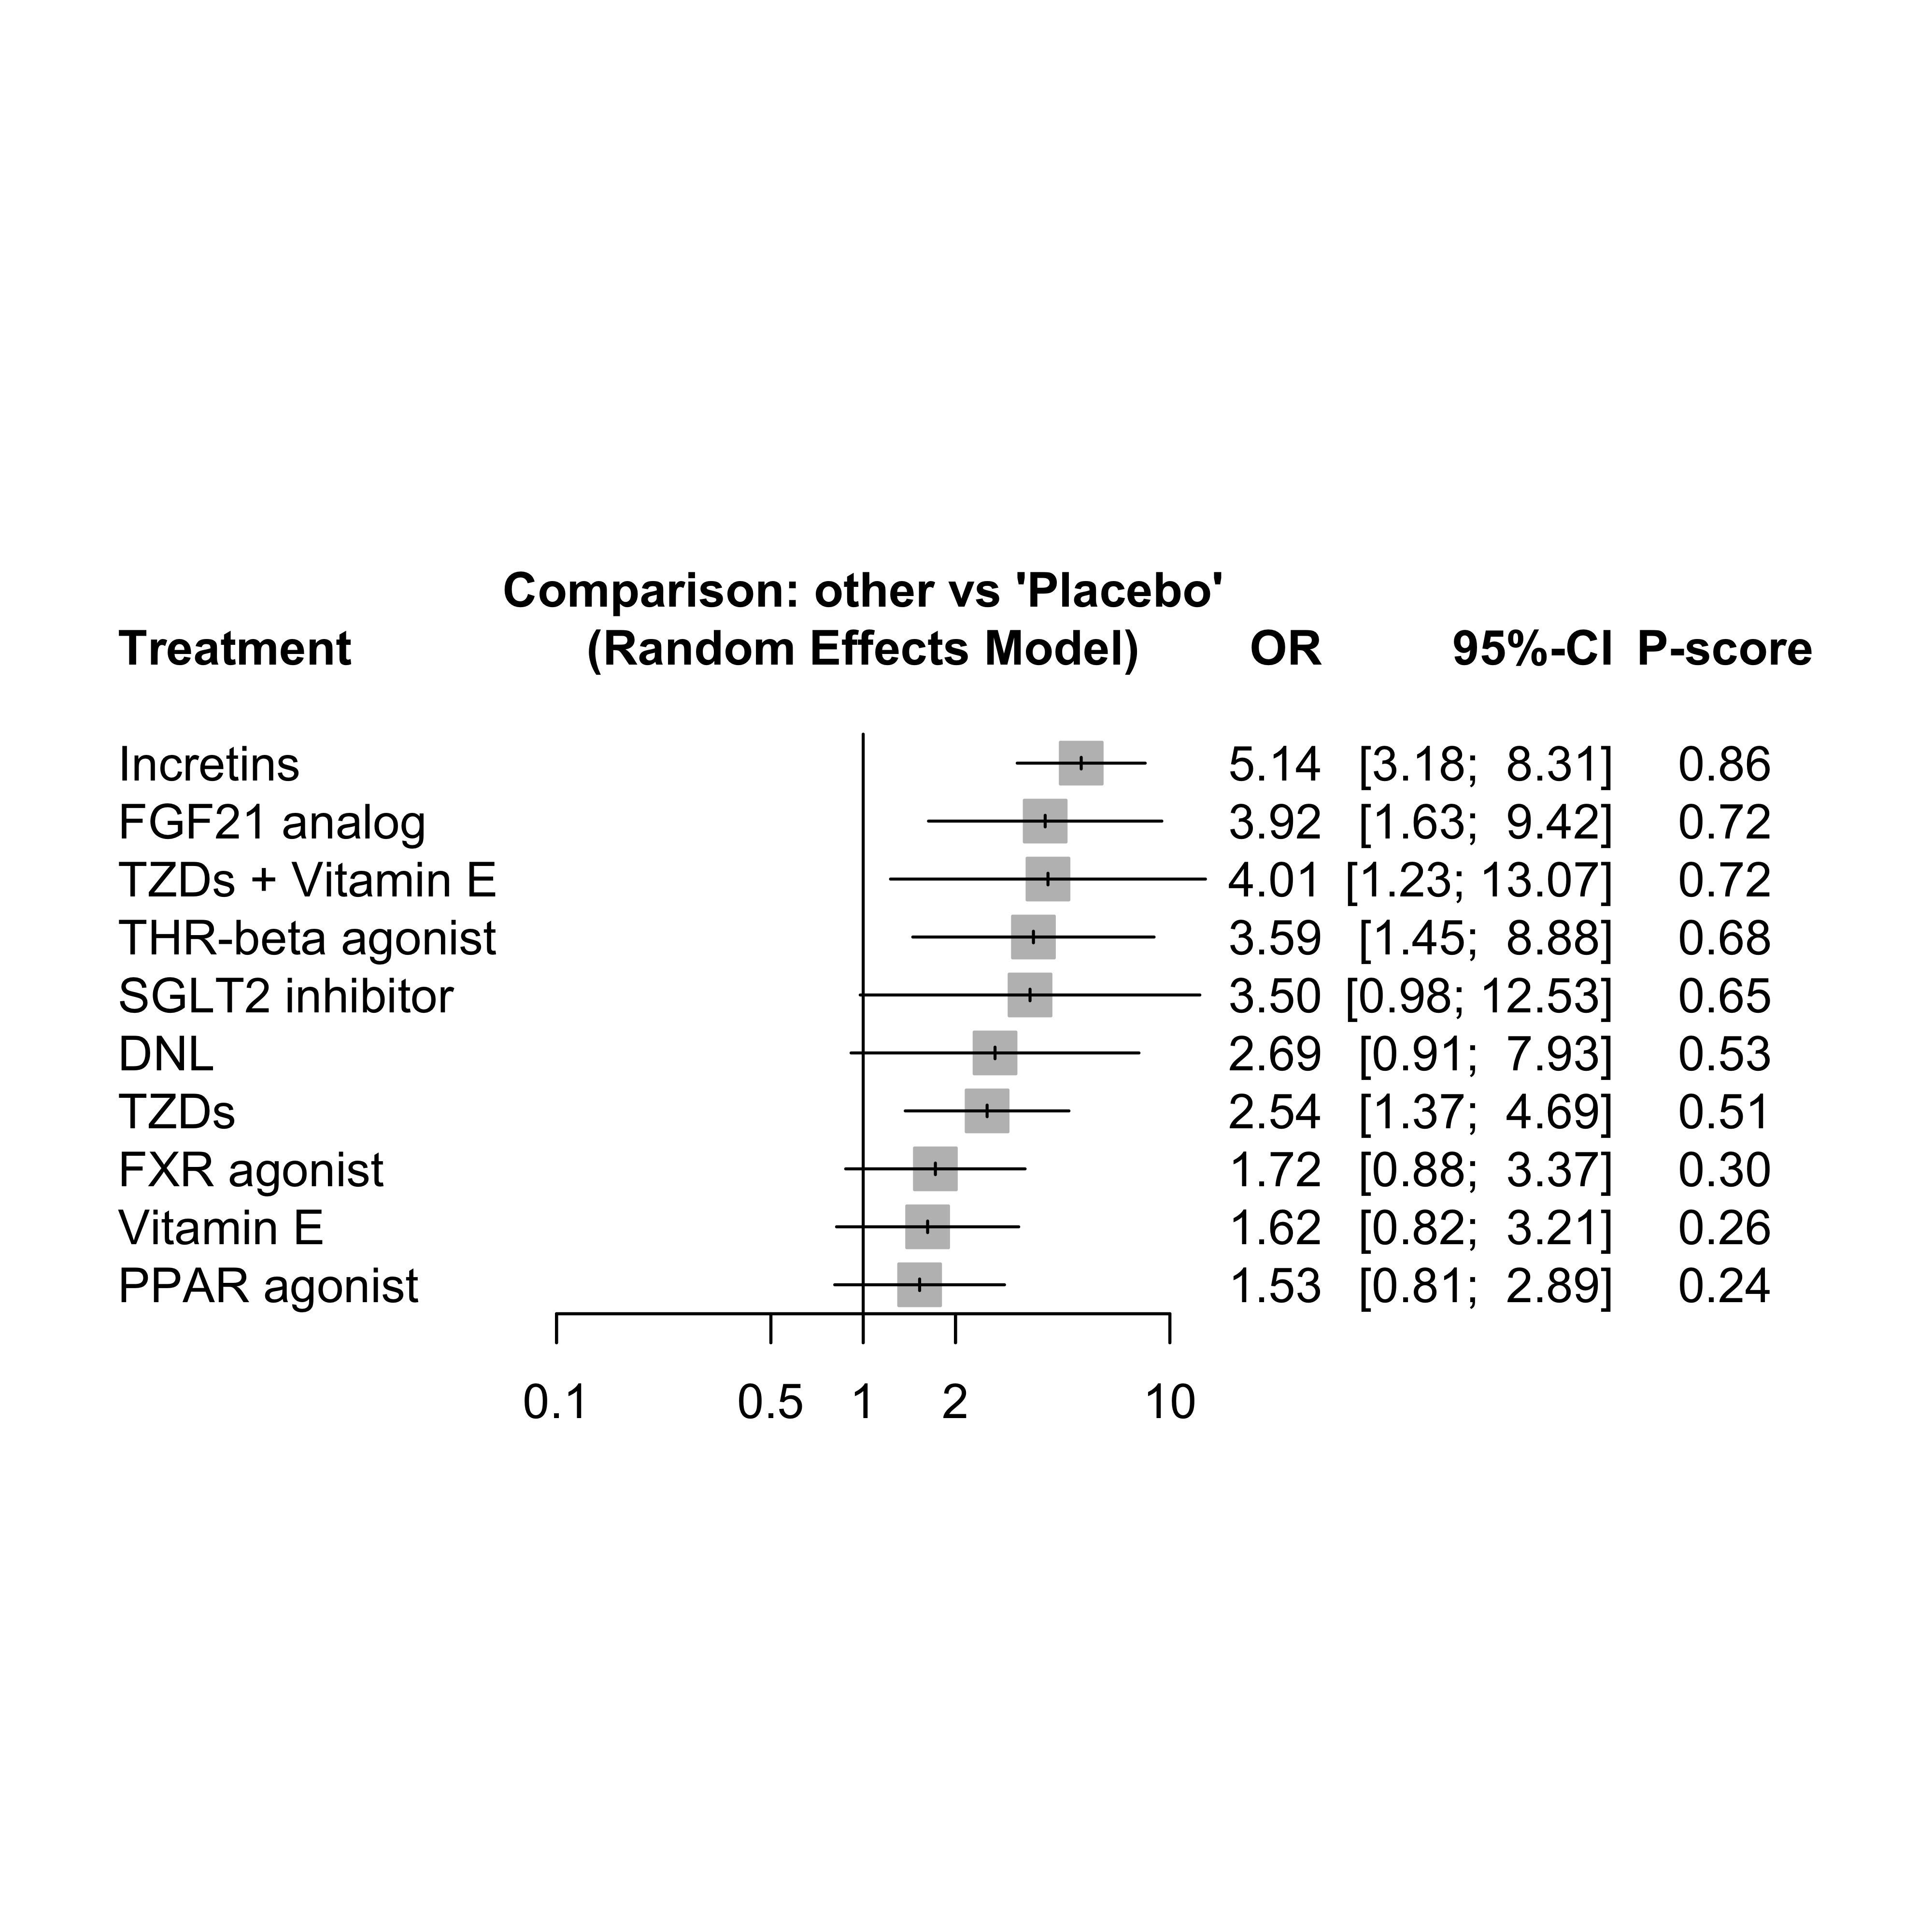 Comparison: other vs 'Placebo'
Treatment (Random Effects Model) OR 95%-CI P-score
Incretins 5.14 [3.18; 8.31] 0.86
FGF21 analog 3.92 [1.63; 9.42] 0.72
TZDs + Vitamin E 4.01 [1.23; 13.07] 0.72
THR-beta agonist 3.59 [1.45; 8.88] 0.68
SGLT2 inhibitor 3.50 [0.98; 12.53] 0.65
DNL 2.69 [0.91; 7.93] 0.53
TZDs 2.54 [1.37; 4.69] 0.51
FXR agonist 1.72 [0.88; 3.37] 0.30
Vitamin E 1.62 [0.82; 3.21] 0.26
PPAR agonist 1.53 [0.81; 2.89] 0.24
0.1 0.5 1 2 10